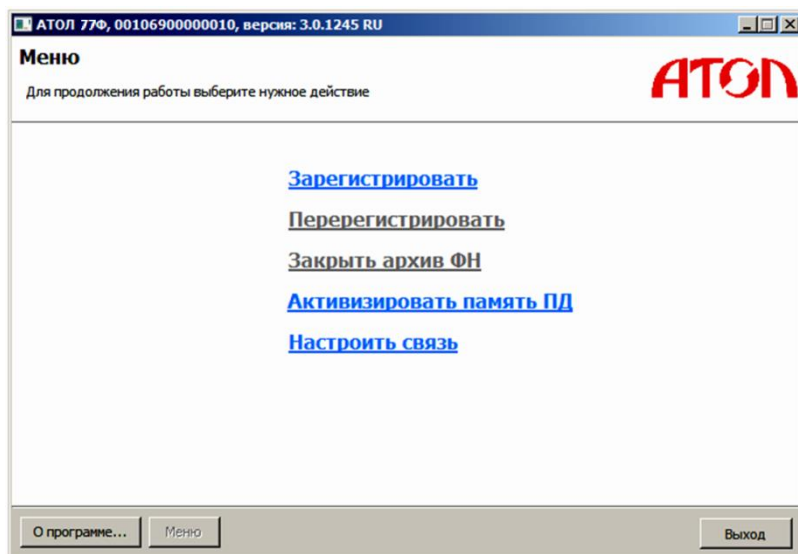 АТОЛ 77Ф, 00106900000010, версия: 3.0.1245 RU
Меню
Для продолжения работы выберите нужное действие
АТОЛ
Зарегистрировать
Перерегистрировать
Закрыть архив ФН
Активизировать память ПД
Настроить связь
О программе...
Меню
Выход